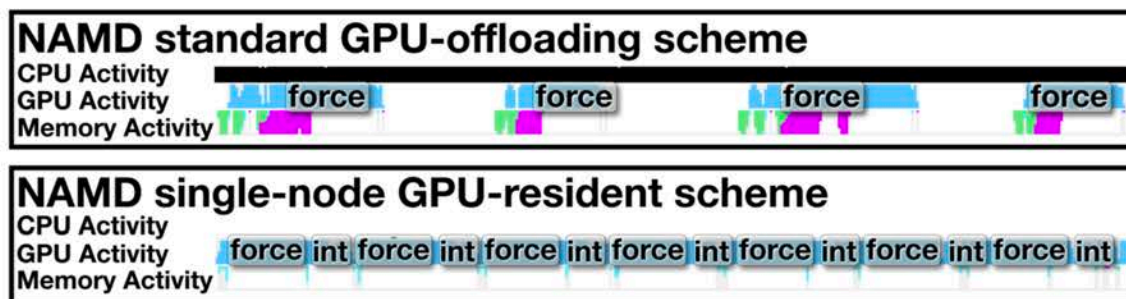 NAMD standard GPU-offloading scheme
CPU Activity
GPU Activity force force force force
Memory Activity
NAMD single-node GPU-resident scheme
CPU Activity
GPU Activity force int force int force int force int force int force int force int
Memory Activity